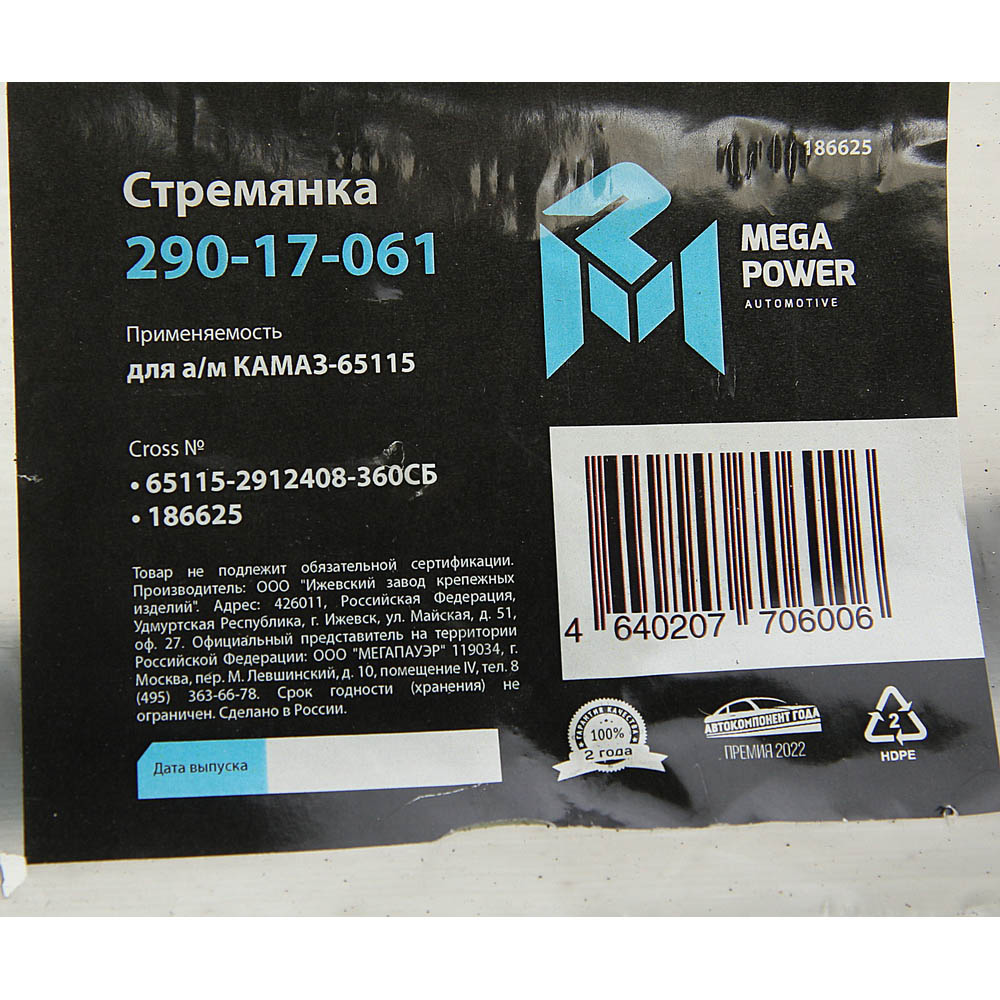 186625
Стремянка
290-17-061
MEGA
POWER
AUTOMOTIVE
Применяемость
для а/м КАМАЗ-65115
Cross №
• 65115-2912408-360СБ
• 186625
Товар не подлежит обязательной сертификации.
Производитель: ООО "Ижевский завод крепежных
изделий". Адрес: 426011, Российская Федерация,
Удмуртская Республика, г. Ижевск, ул. Майская, д. 51,
оф. 27. Официальный представитель на территории
Российской Федерации: ООО "МЕГАПАУЭР" 119034, г.
Москва, пер. М. Левшинский, д. 10, помещение IV, тел. 8
(495) 363-66-78. Срок годности (хранения) не
ограничен. Сделано в России.
Дата выпуска
4 640207 706006
ГАРАНТИЯ КАЧЕСТВА
100%
2 года
АВТОКОМПОНЕНТ ГОДА
ПРЕМИЯ 2022
2
HDPE